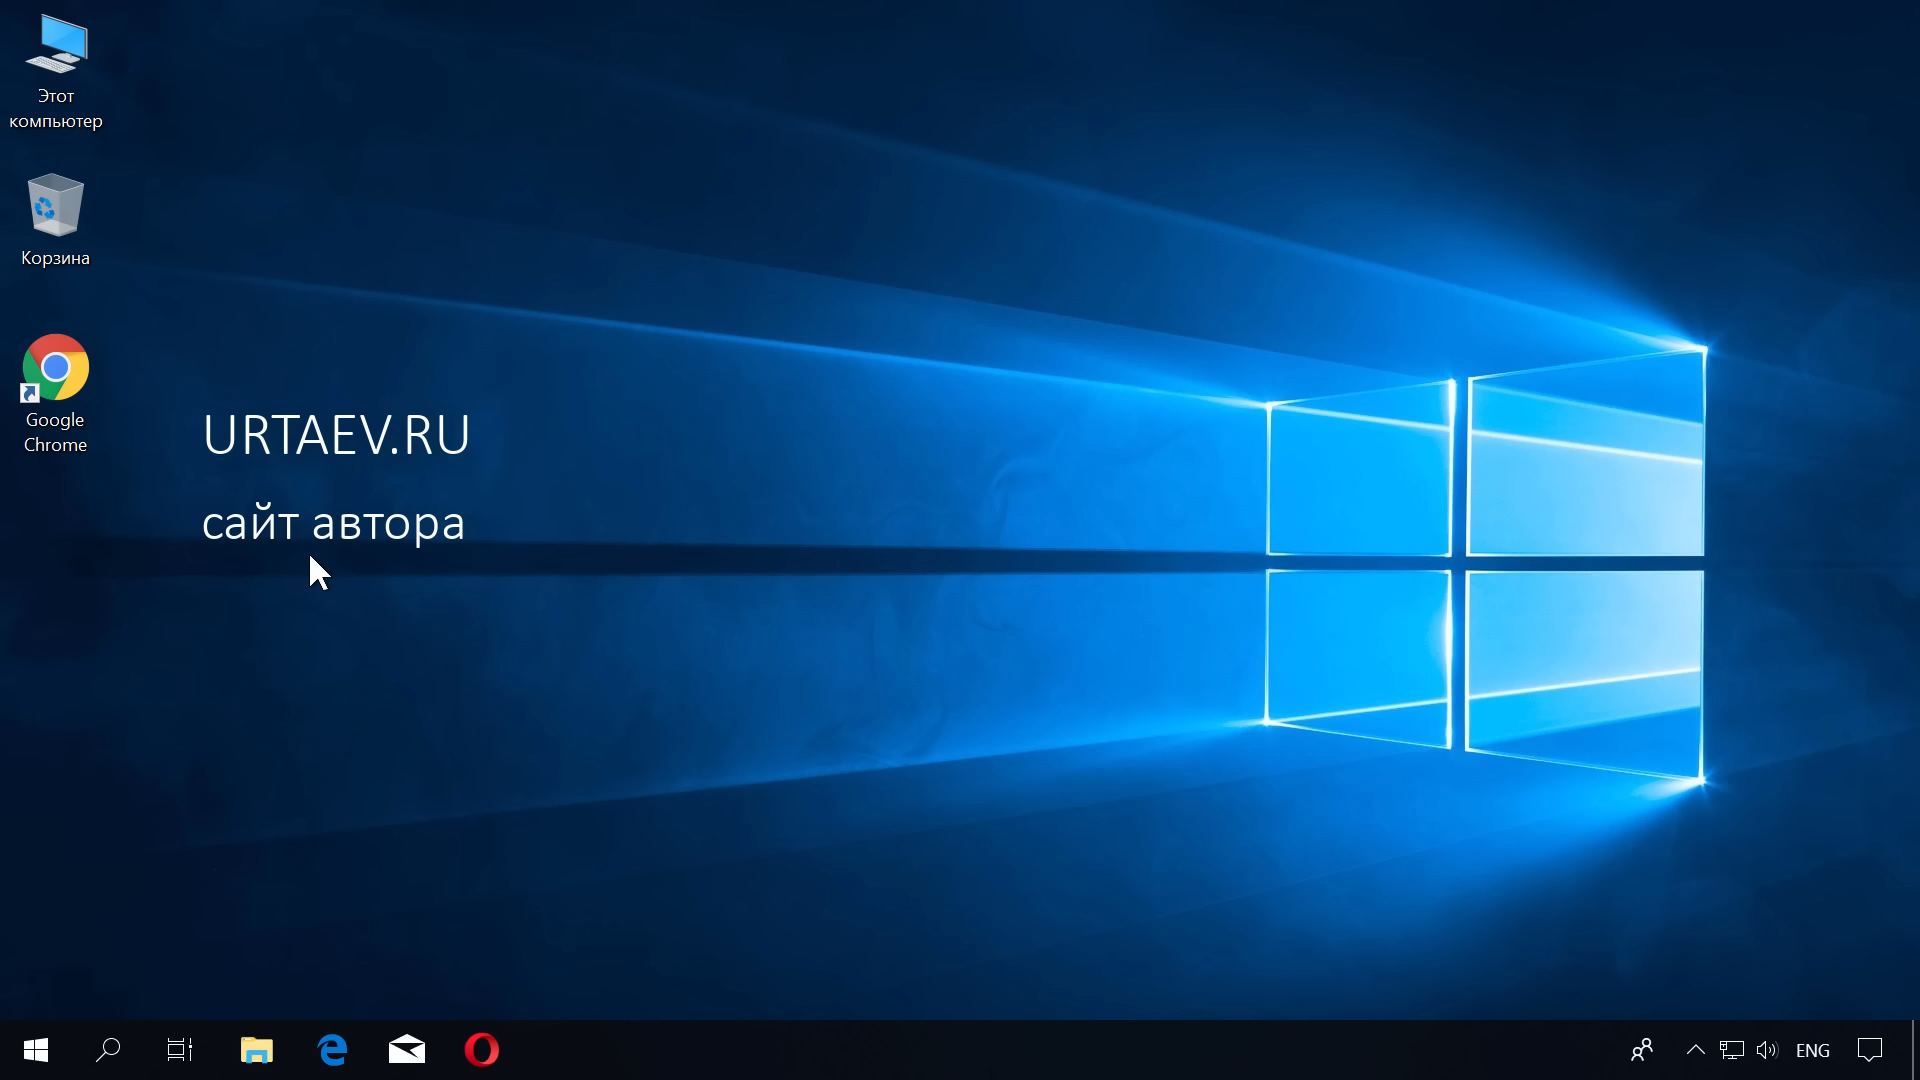 Этот
компьютер
Корзина
Google
Chrome
URTAEV.RU
сайт автора
ENG